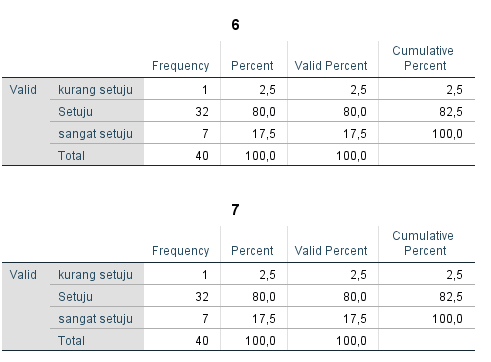 6
Frequency Percent Valid Percent Cumulative Percent
Valid kurang setuju 1 2,5 2,5 2,5
Setuju 32 80,0 80,0 82,5
sangat setuju 7 17,5 17,5 100,0
Total 40 100,0 100,0
7
Frequency Percent Valid Percent Cumulative Percent
Valid kurang setuju 1 2,5 2,5 2,5
Setuju 32 80,0 80,0 82,5
sangat setuju 7 17,5 17,5 100,0
Total 40 100,0 100,0